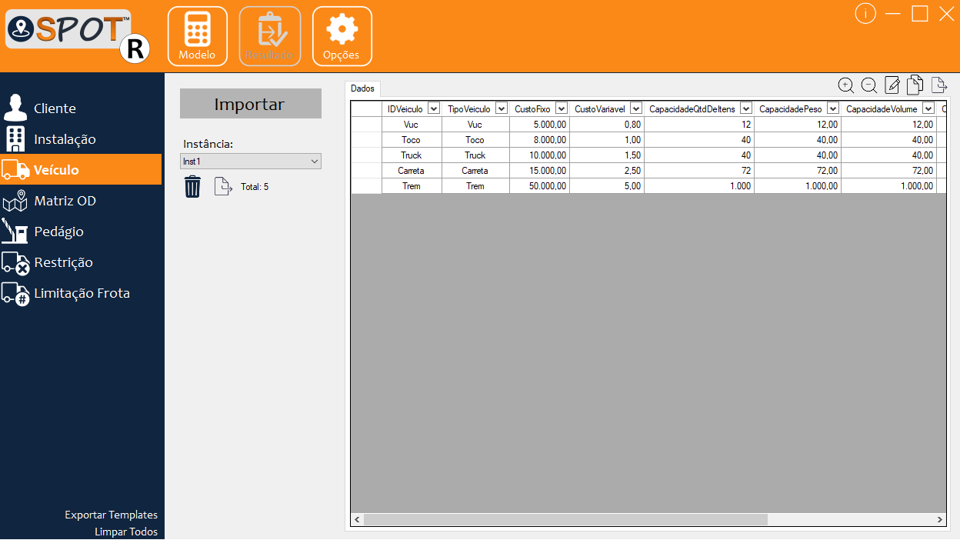 SPOT™
R
Modelo
Resultado
Opções
Cliente
Instalação
Veículo
Matriz OD
Pedágio
Restrição
Limitação Frota
Exportar Templates
Limpar Todos
Importar
Instância:
Inst1
Total: 5
Dados
IDVeiculo TipoVeiculo CustoFixo CustoVariavel CapacidadeQtdDeItens CapacidadePeso CapacidadeVolume C
Vuc Vuc 5.000,00 0,80 12 12,00 12,00
Toco Toco 8.000,00 1,00 40 40,00 40,00
Truck Truck 10.000,00 1,50 40 40,00 40,00
Carreta Carreta 15.000,00 2,50 72 72,00 72,00
Trem Trem 50.000,00 5,00 1.000 1.000,00 1.000,00